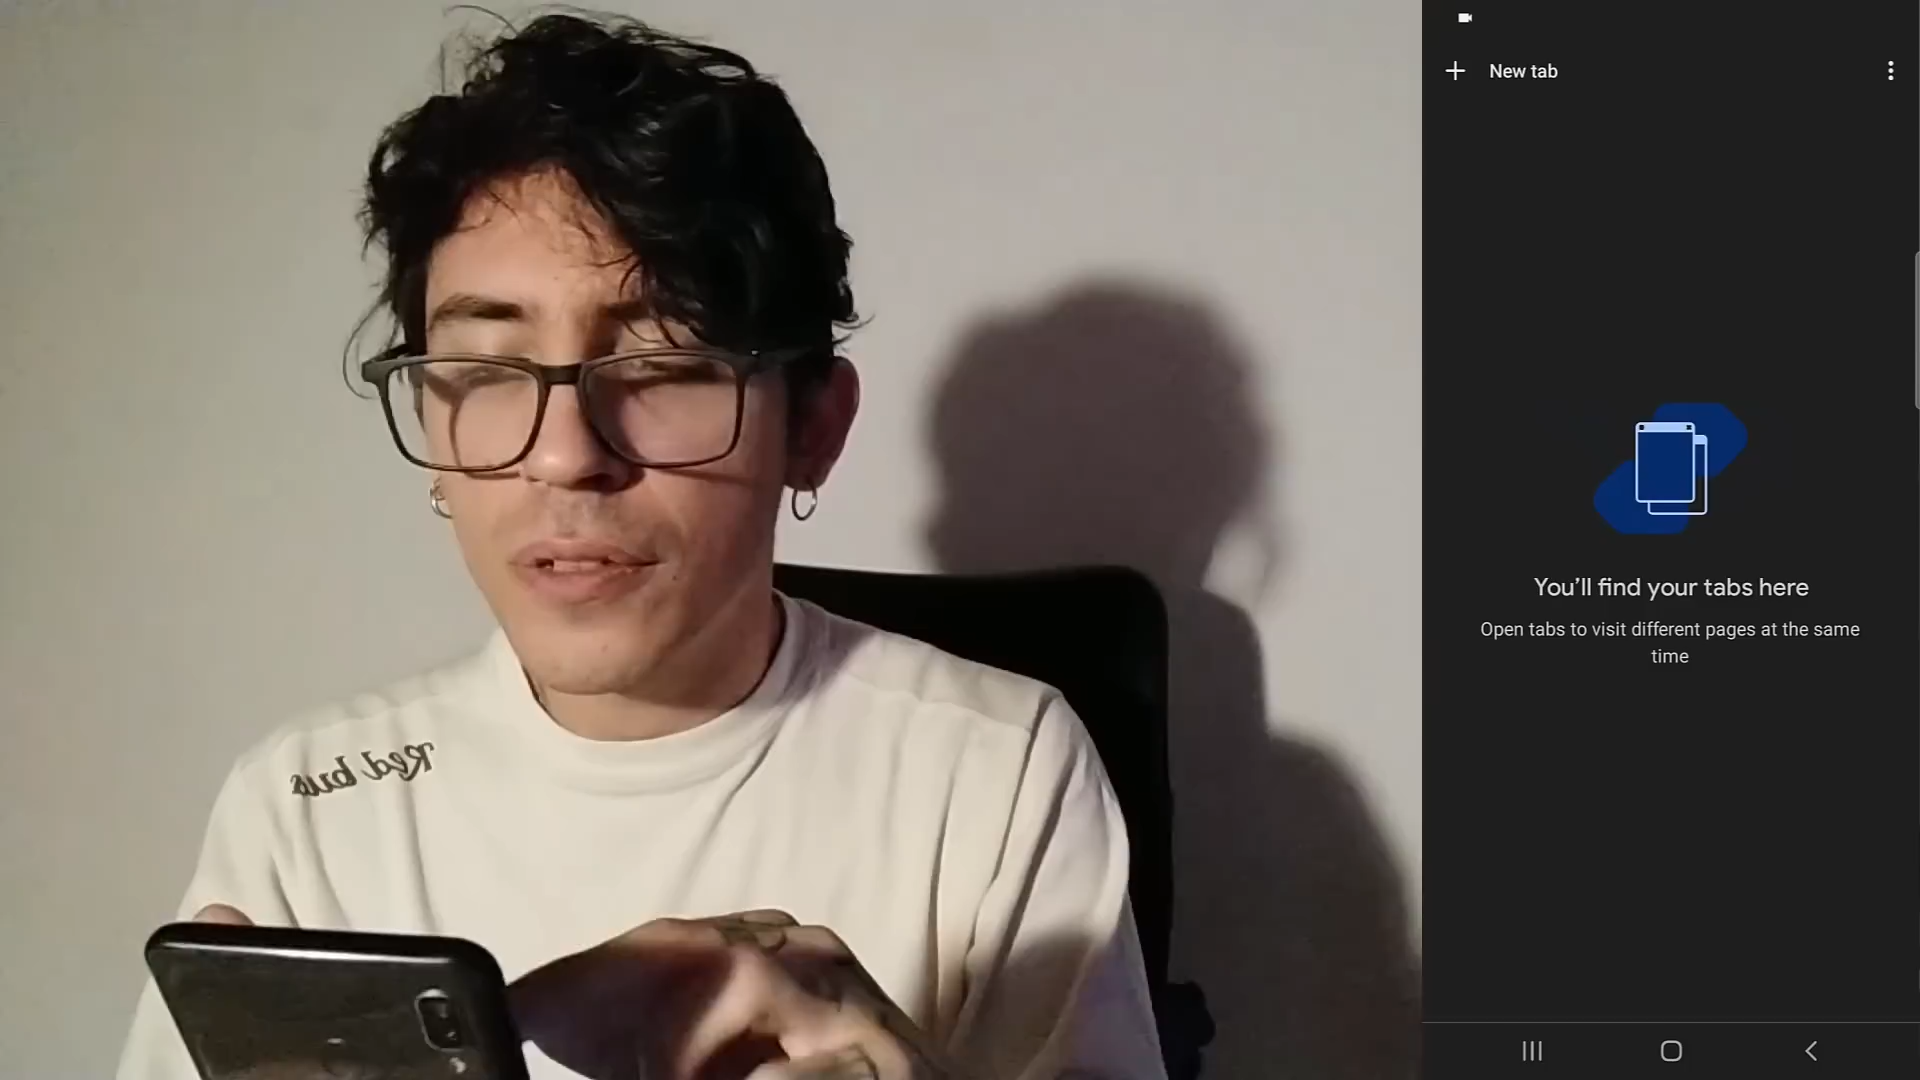 New tab
You'll find your tabs here
Open tabs to visit different pages at the same
time
Red bus